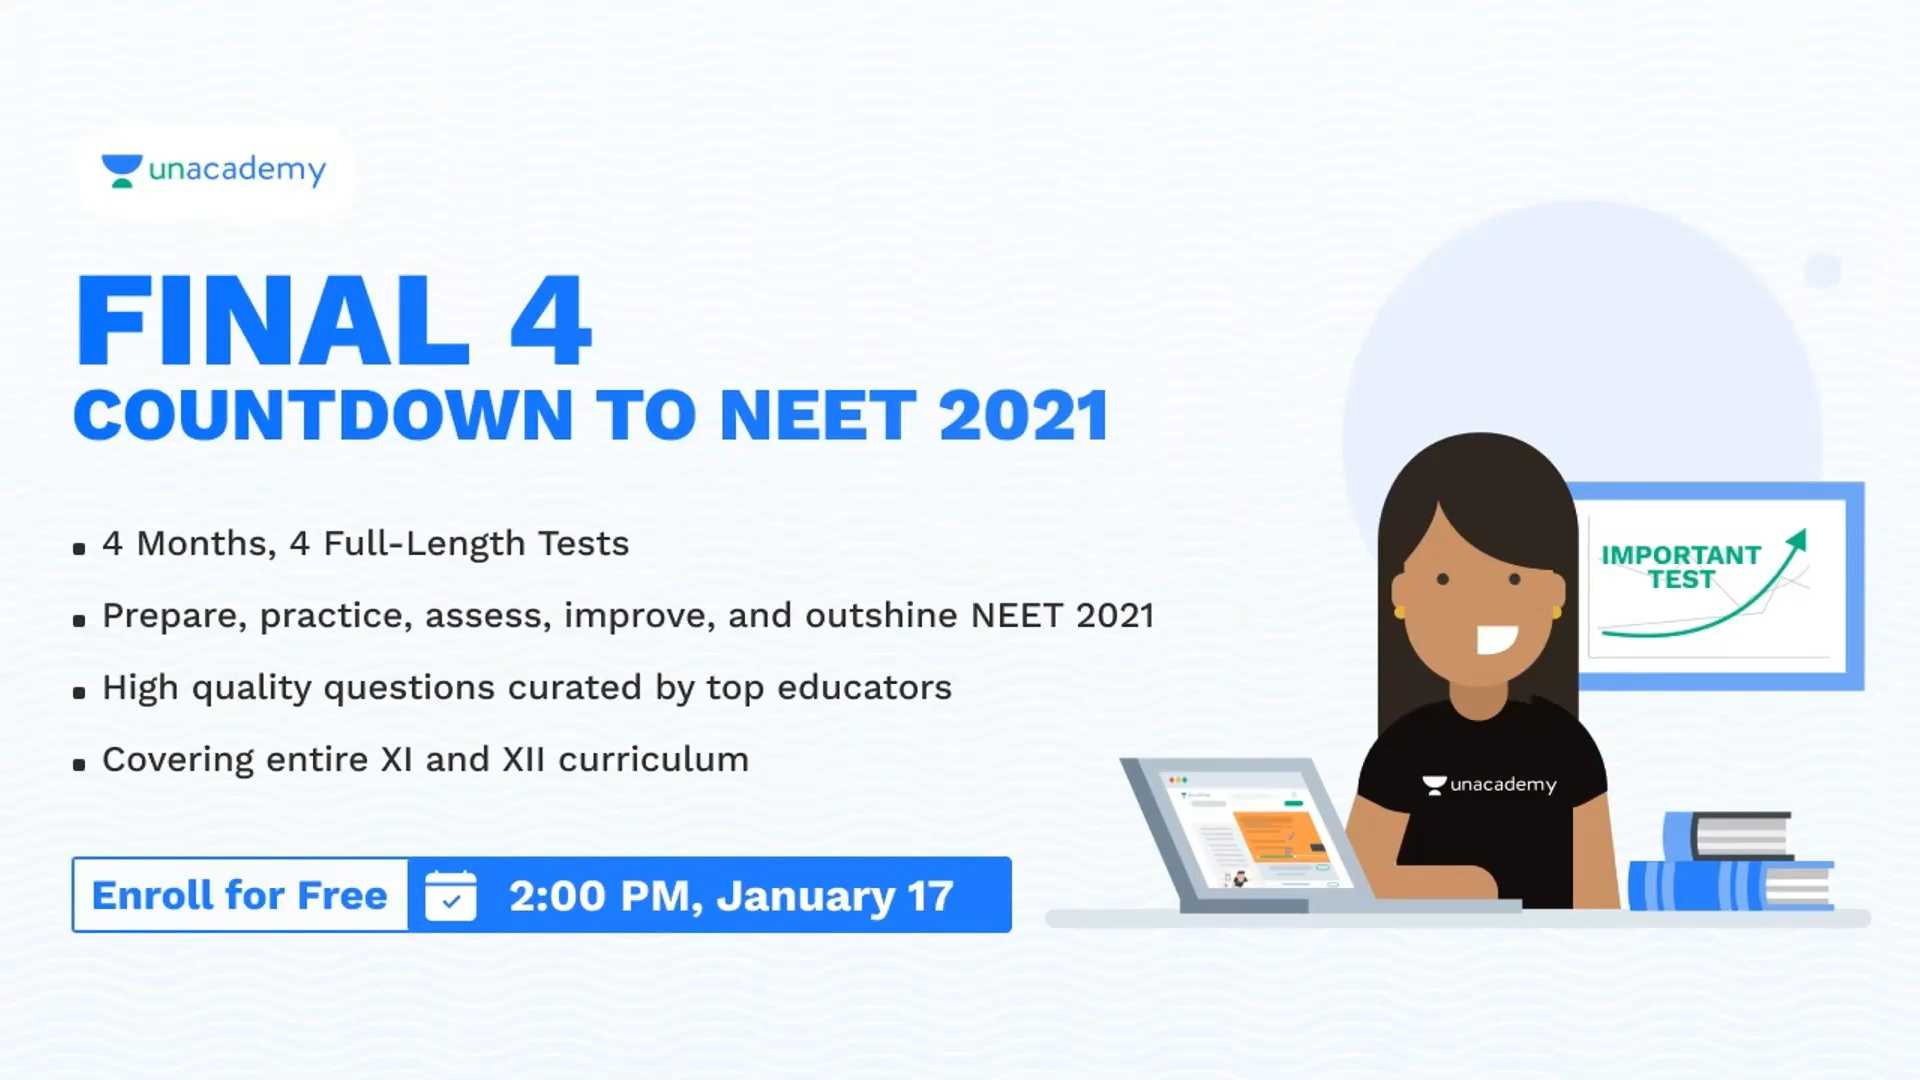 unacademy
FINAL 4
COUNTDOWN TO NEET 2021
4 Months, 4 Full-Length Tests
Prepare, practice, assess, improve, and outshine NEET 2021
High quality questions curated by top educators
Covering entire XI and XII curriculum
Enroll for Free
2:00 PM, January 17
IMPORTANT
TEST
unacademy